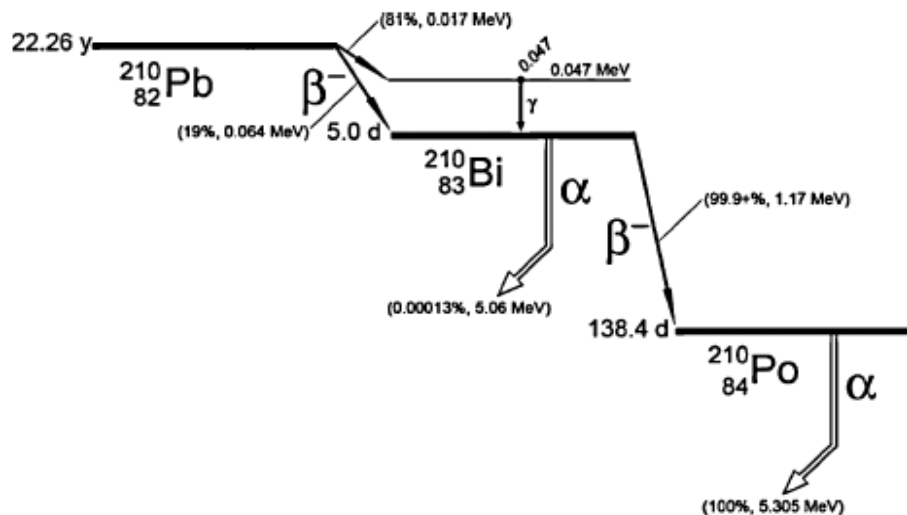 (81%, 0.017 MeV)
22.26 y
0.047
0.047 MeV
210
82Pb
β−
γ
(19%, 0.064 MeV)
5.0 d
210
83Bi
α
(99.9+%, 1.17 MeV)
β−
(0.00013%, 5.06 MeV)
138.4 d
210
84Po
α
(100%, 5.305 MeV)